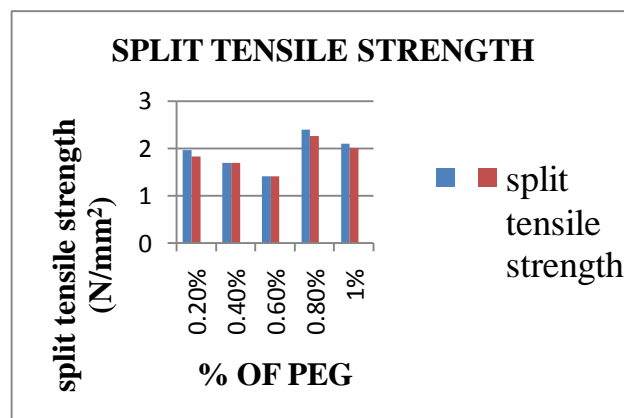 SPLIT TENSILE STRENGTH
split tensile strength
(N/mm²)
3
2
1
0
0.20%
0.40%
0.60%
0.80%
1%
% OF PEG
split
tensile
strength